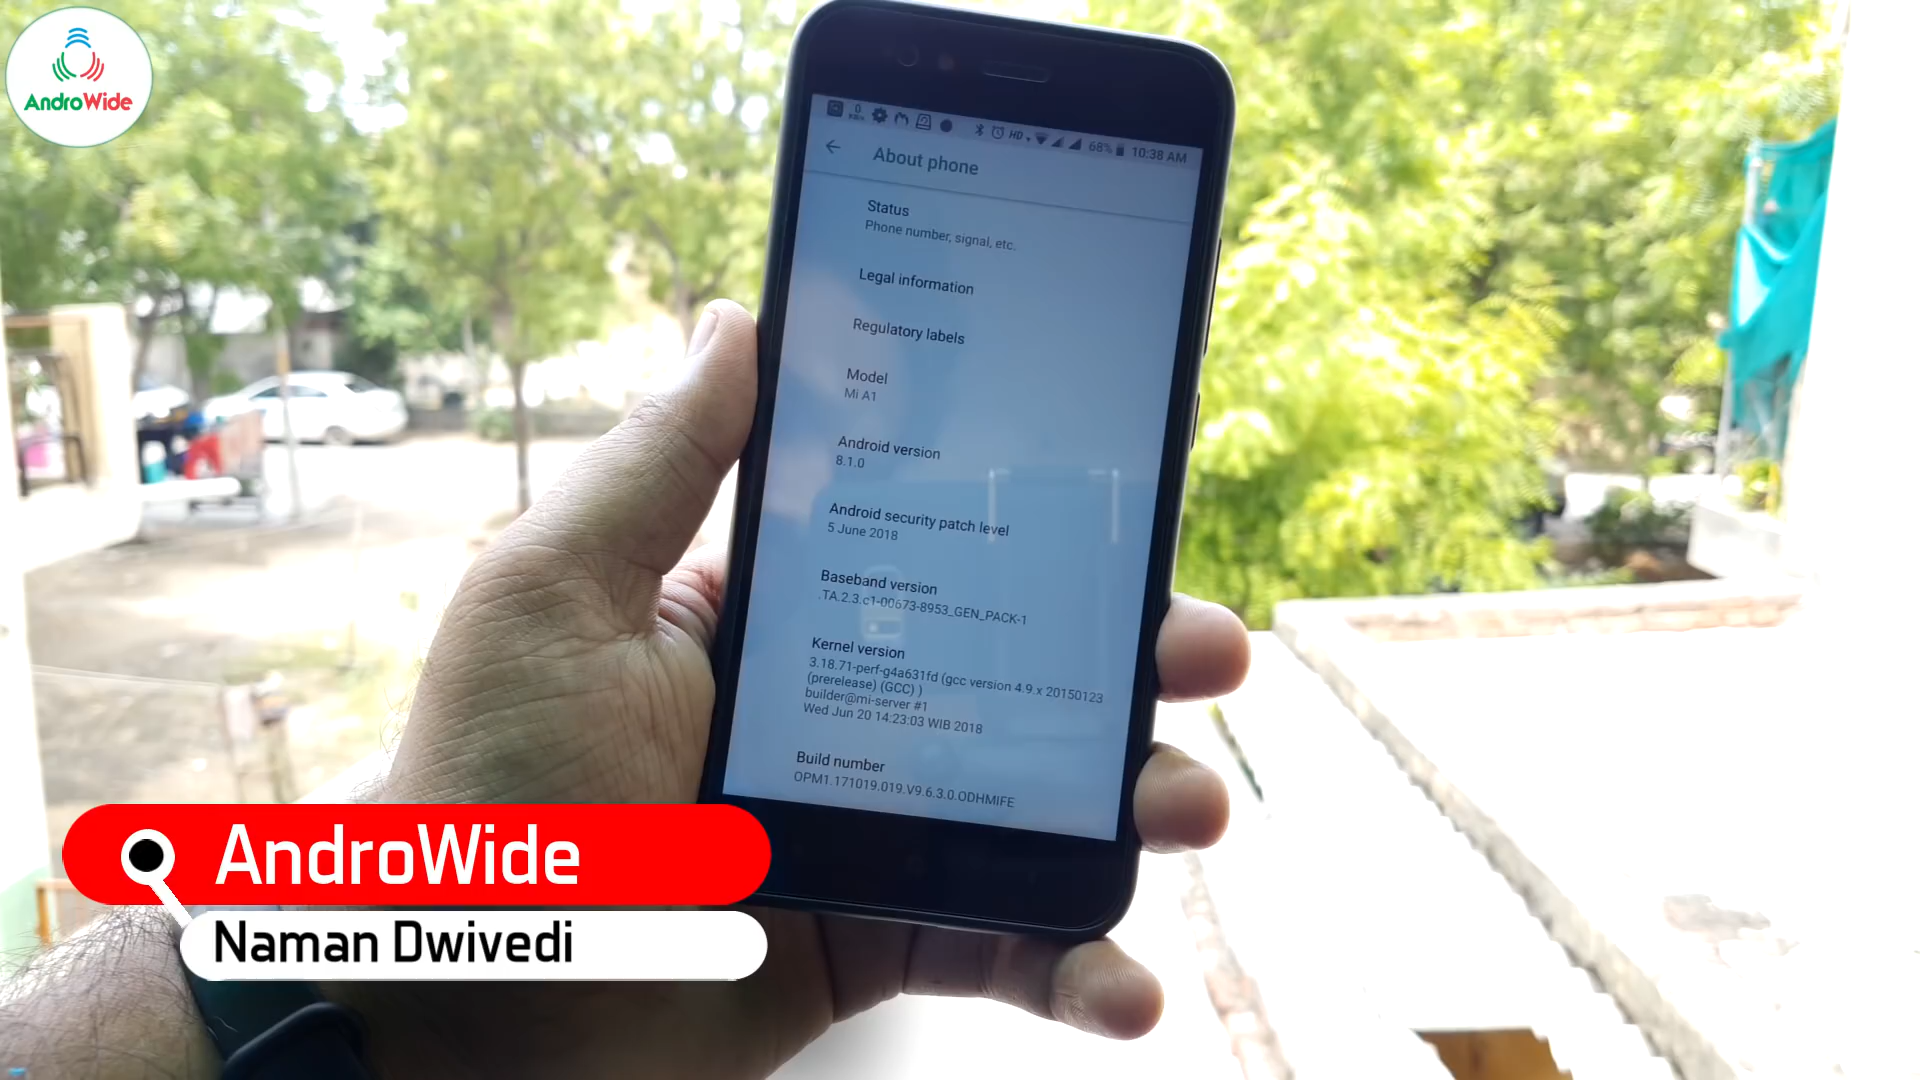 AndroWide
0
KB/s
HD
68%
10:38 AM
About phone
Status
Phone number, signal, etc.
Legal information
Regulatory labels
Model
Mi A1
Android version
8.1.0
Android security patch level
5 June 2018
Baseband version
.TA.2.3.c1-00673-8953_GEN_PACK-1
Kernel version
3.18.71-perf-g4a631fd (gcc version 4.9.x 20150123
(prerelease) (GCC) )
builder@mi-server #1
Wed Jun 20 14:23:03 WIB 2018
Build number
OPM1.171019.019.V9.6.3.0.ODHMIFE
AndroWide
Naman Dwivedi